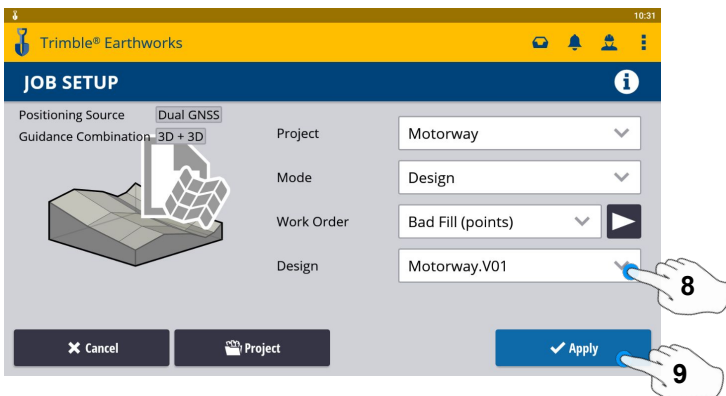 10:31
Trimble® Earthworks
JOB SETUP
Positioning Source Dual GNSS
Guidance Combination 3D + 3D
Project Motorway
Mode Design
Work Order Bad Fill (points)
Design Motorway.V01
8
Cancel Project Apply
9